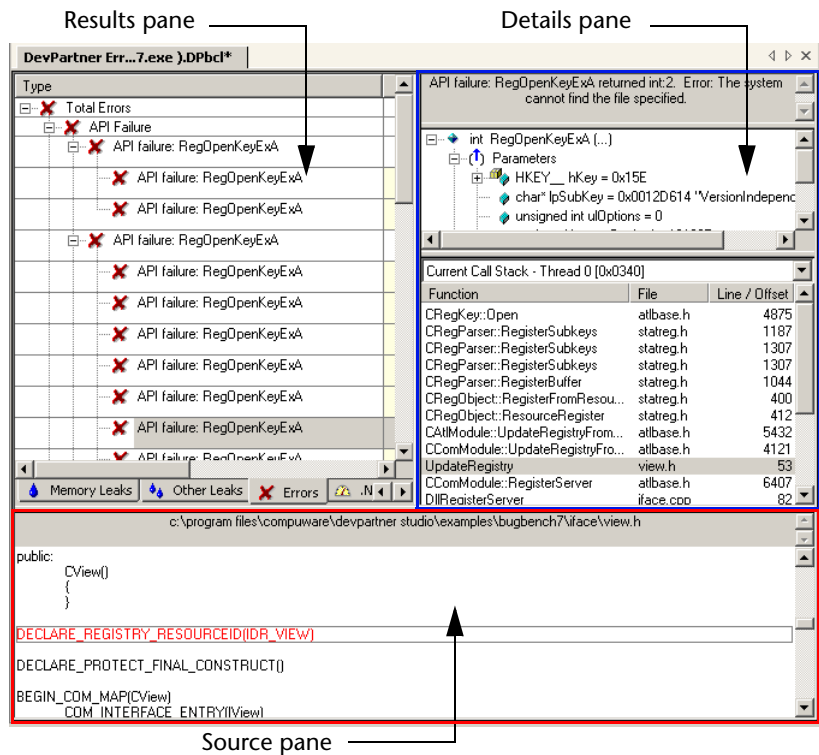 Results pane
Details pane
DevPartner Err...7.exe ).DPbcl*
Type
Total Errors
API Failure
API failure: RegOpenKeyExA
API failure: RegOpenKeyExA
API failure: RegOpenKeyExA
API failure: RegOpenKeyExA
API failure: RegOpenKeyExA
API failure: RegOpenKeyExA
API failure: RegOpenKeyExA
API failure: RegOpenKeyExA
API failure: RegOpenKeyExA
API failure: RegOpenKeyExA
API failure: RegOpenKeyExA
Memory Leaks
Other Leaks
Errors
.N
API failure: RegOpenKeyExA returned int:2. Error: The system
cannot find the file specified.
int RegOpenKeyExA (...)
Parameters
HKEY__ hKey = 0x15E
char* lpSubKey = 0x0012D614 "VersionIndepenc
unsigned int ulOptions = 0
Current Call Stack - Thread 0 [0x0340]
Function File Line / Offset
CRegKey::Open atlbase.h 4875
CRegParser::RegisterSubkeys statreg.h 1187
CRegParser::RegisterSubkeys statreg.h 1307
CRegParser::RegisterSubkeys statreg.h 1307
CRegParser::RegisterBuffer statreg.h 1044
CRegObject::RegisterFromResou... statreg.h 400
CRegObject::ResourceRegister statreg.h 412
CAtlModule::UpdateRegistryFrom... atlbase.h 5432
CComModule::UpdateRegistryFro... atlbase.h 4121
UpdateRegistry view.h 53
CComModule::RegisterServer atlbase.h 6407
DllRegisterServer iface.cpp 82
c:\program files\compuware\devpartner studio\examples\bugbench7\iface\view.h
public:
CView()
{
}
DECLARE_REGISTRY_RESOURCEID(IDR_VIEW)
DECLARE_PROTECT_FINAL_CONSTRUCT()
BEGIN_COM_MAP(CView)
COM_INTERFACE_ENTRY(IView)
Source pane